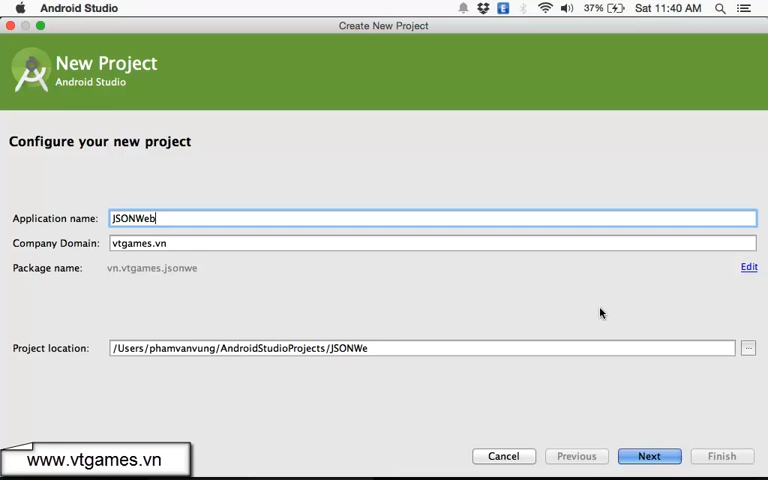 Android Studio 37% Sat 11:40 AM
Create New Project
New Project
Android Studio
Configure your new project
Application name: JSONWeb
Company Domain: vtgames.vn
Package name: vn.vtgames.jsonwe Edit
Project location: /Users/phamvanvung/AndroidStudioProjects/JSONWe ...
Cancel Previous Next Finish
www.vtgames.vn